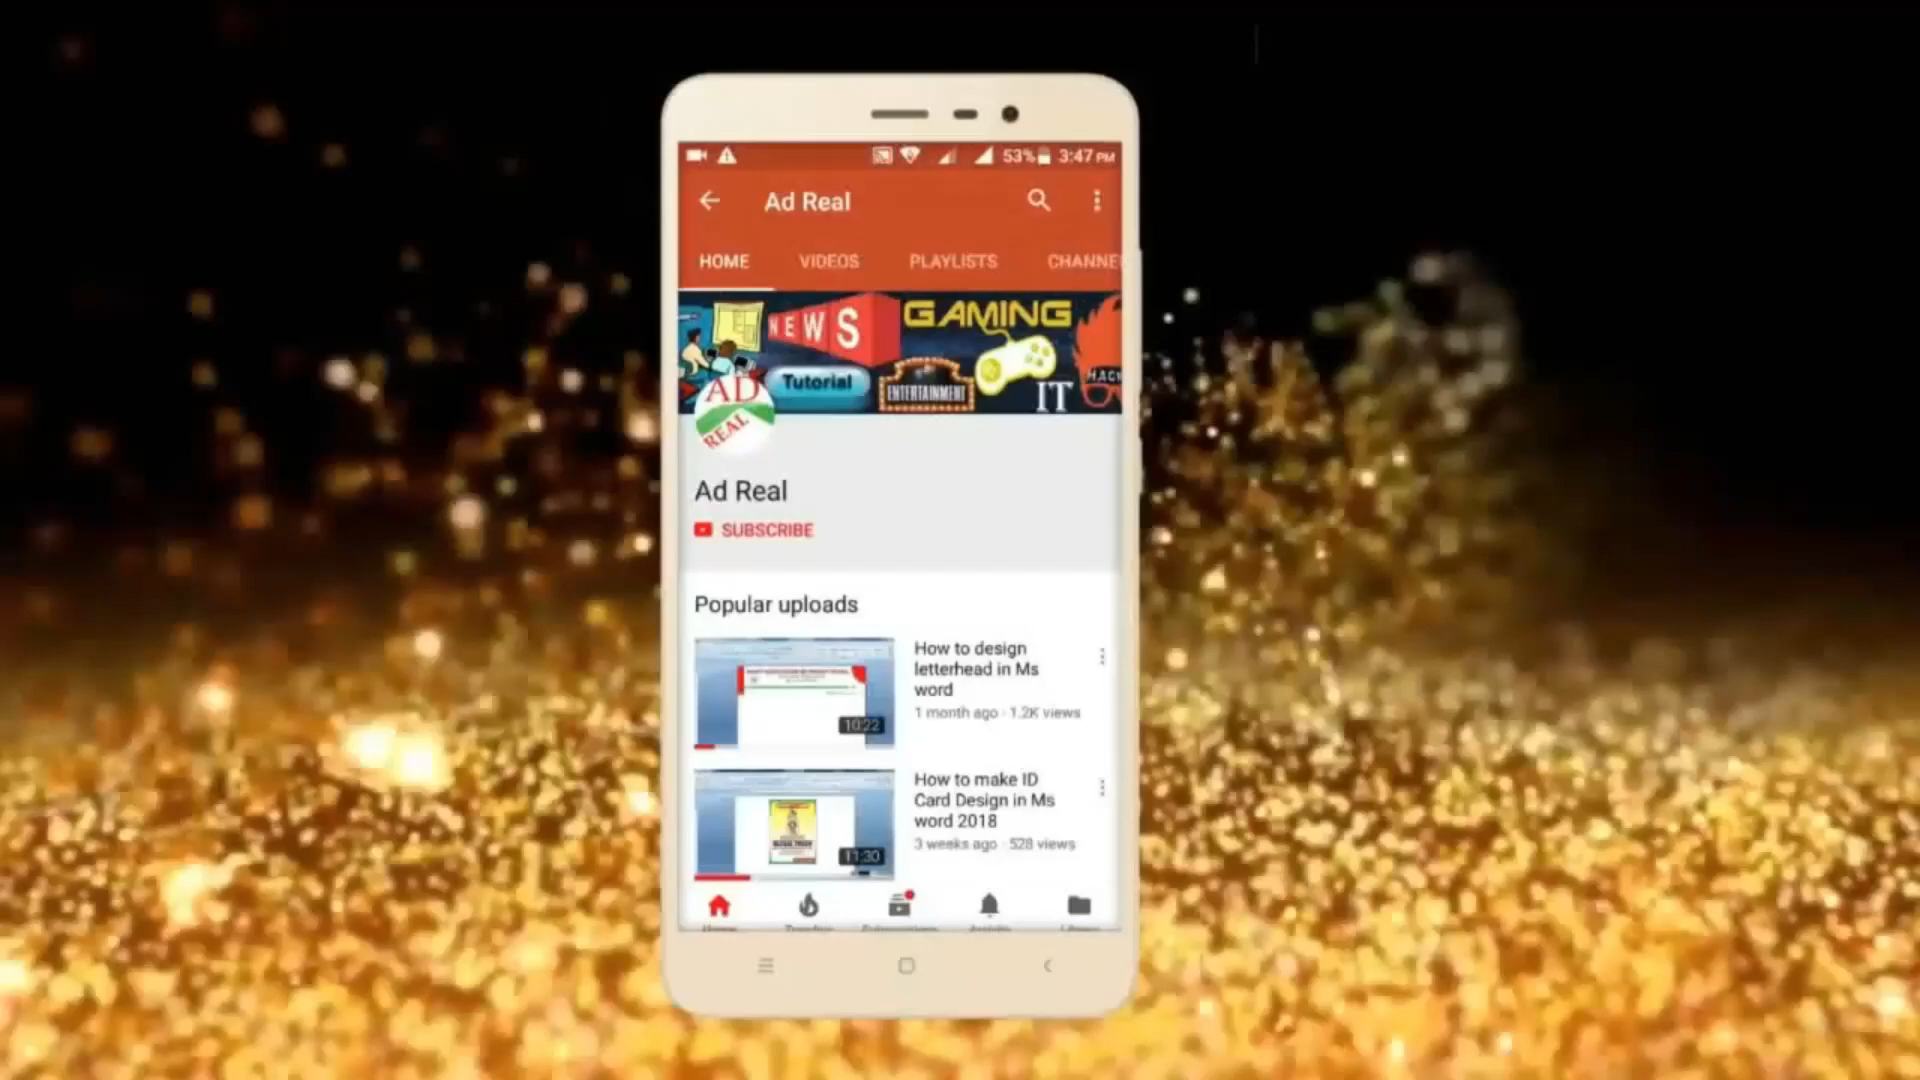 53% 3:47 PM
Ad Real
HOME VIDEOS PLAYLISTS CHANNE
NEWS GAMING
Tutorial ENTERTAINMENT IT HACK
AD
REAL
Ad Real
SUBSCRIBE
Popular uploads
How to design
letterhead in Ms
word
1 month ago · 1.2K views
10:22
How to make ID
Card Design in Ms
word 2018
3 weeks ago · 528 views
11:30